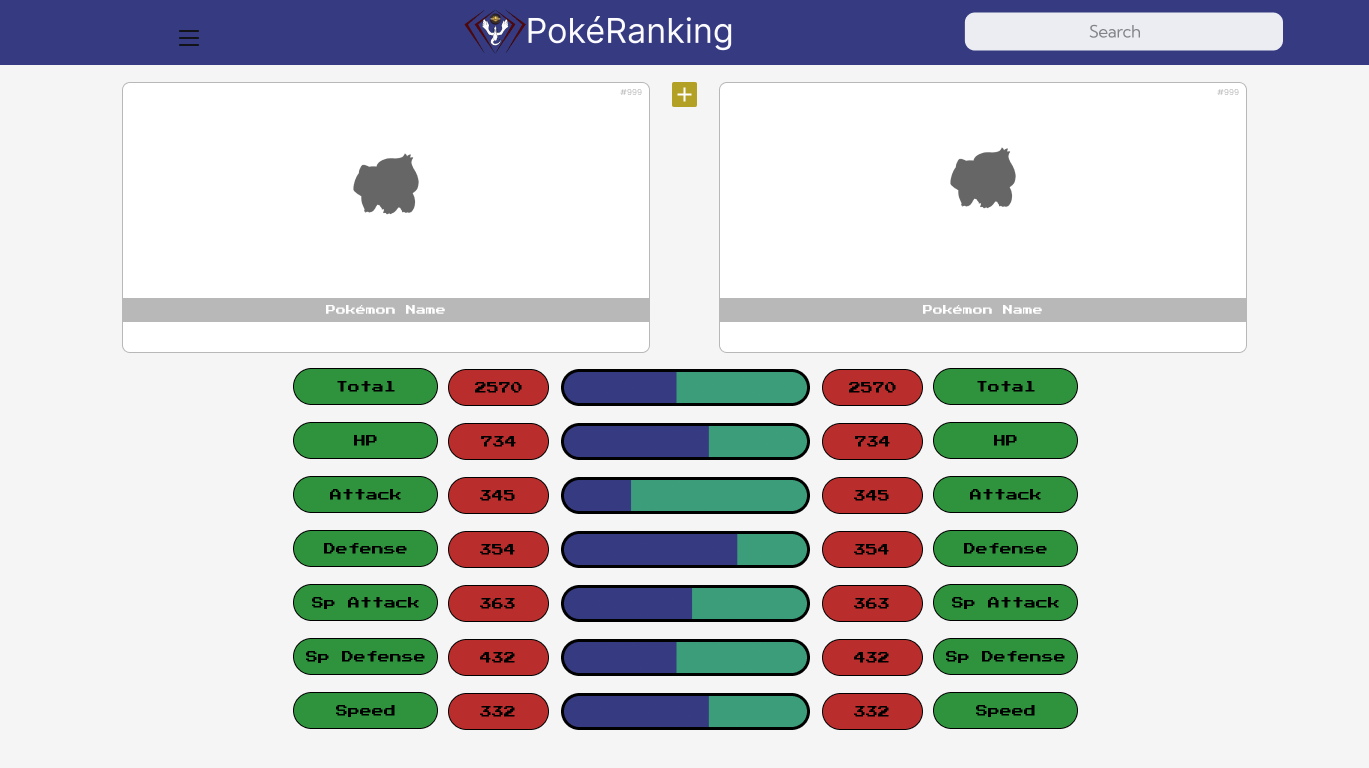 PokéRanking
Search
#999
#999
Pokémon Name
Pokémon Name
Total 2570 2570 Total
HP 734 734 HP
Attack 345 345 Attack
Defense 354 354 Defense
Sp Attack 363 363 Sp Attack
Sp Defense 432 432 Sp Defense
Speed 332 332 Speed